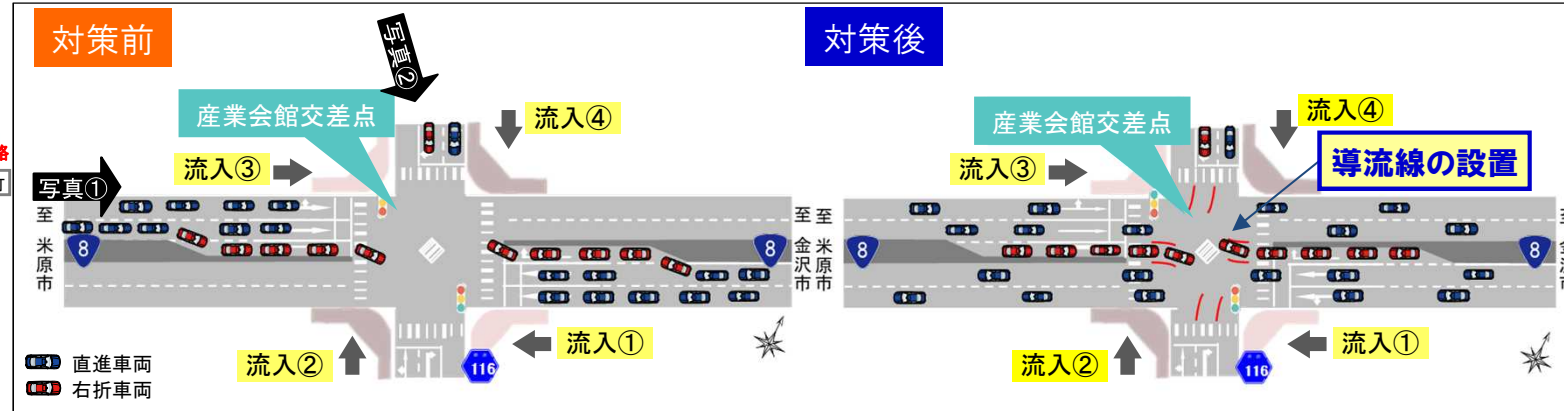 対策前
写真②
産業会館交差点
流入④
流入③
写真①
至米原市
8
8
至金沢市
流入②
流入①
116
直進車両
右折車両
対策後
産業会館交差点
流入④
流入③
導流線の設置
至米原市
8
8
至金沢市
流入②
流入①
116